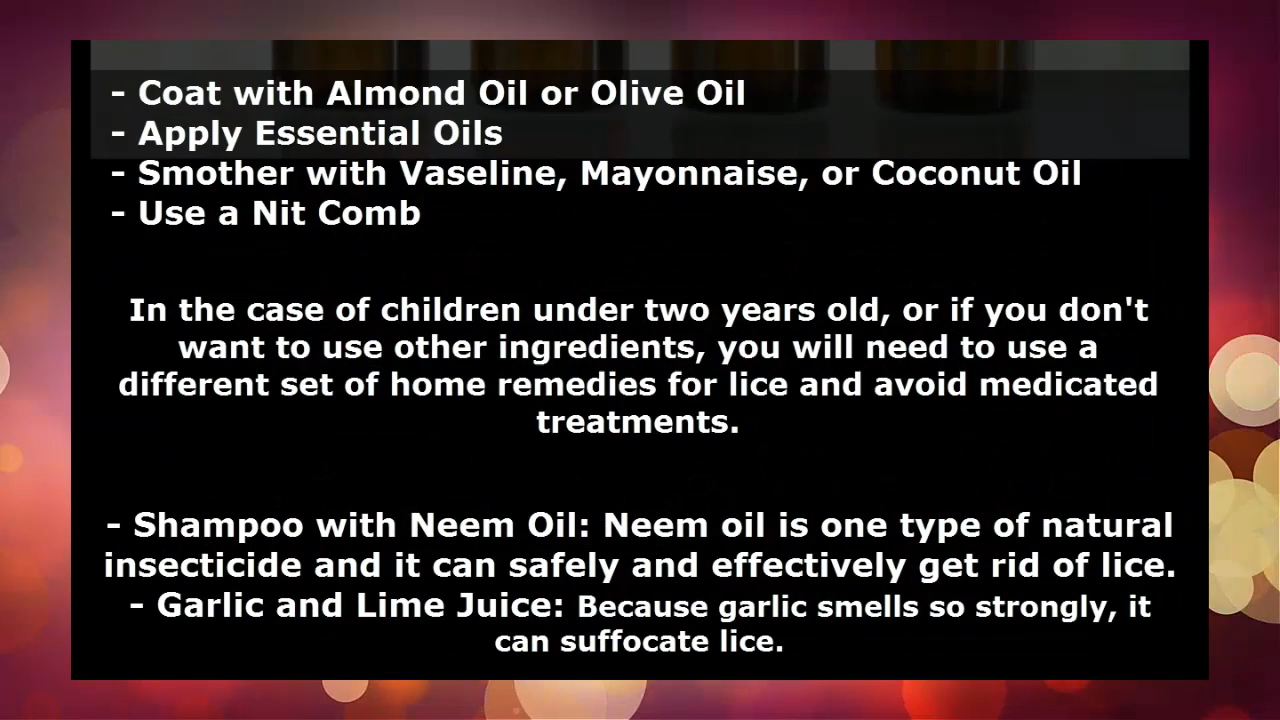 - Coat with Almond Oil or Olive Oil
- Apply Essential Oils
- Smother with Vaseline, Mayonnaise, or Coconut Oil
- Use a Nit Comb
In the case of children under two years old, or if you don't
want to use other ingredients, you will need to use a
different set of home remedies for lice and avoid medicated
treatments.
- Shampoo with Neem Oil: Neem oil is one type of natural
insecticide and it can safely and effectively get rid of lice.
- Garlic and Lime Juice: Because garlic smells so strongly, it
can suffocate lice.